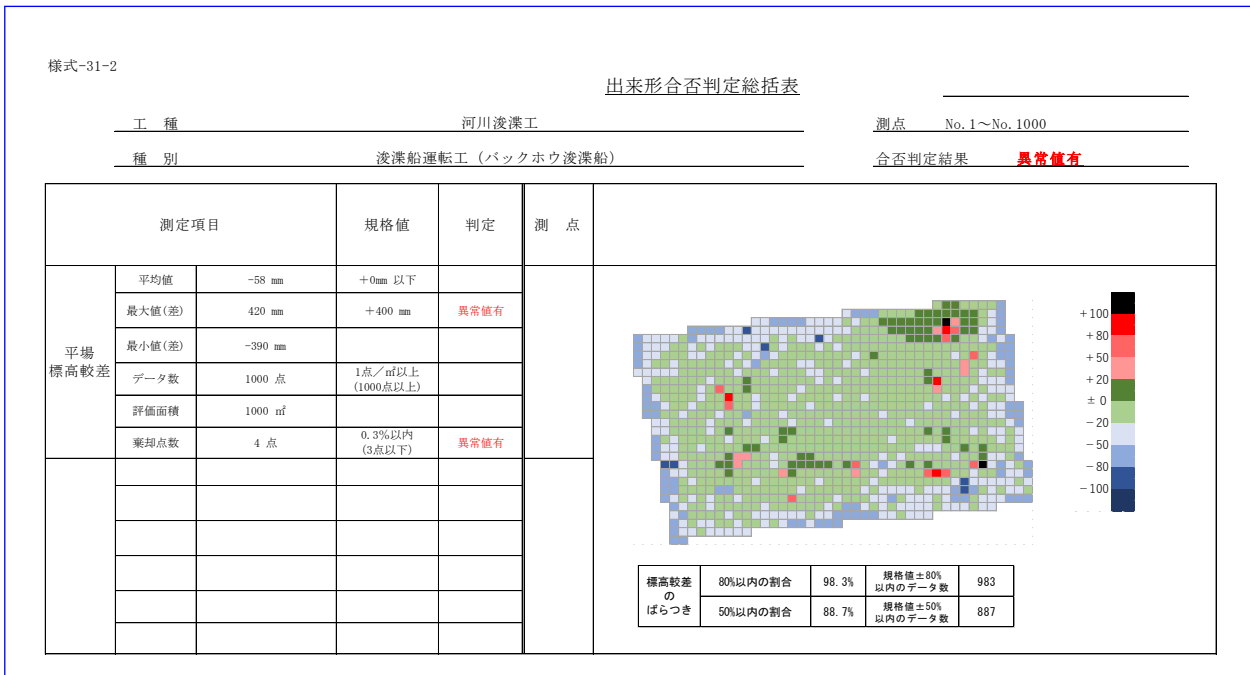 様式-31-2
出来形合否判定総括表
工 種 河川浚渫工 測点 No.1～No.1000
種 別 浚渫船運転工（バックホウ浚渫船） 合否判定結果 異常値有
測定項目 規格値 判定 測 点
平場
標高較差
平均値 -58 mm +0mm 以下
最大値(差) 420 mm +400 mm 異常値有
最小値(差) -390 mm
データ数 1000 点 1点／㎡以上
(1000点以上)
評価面積 1000 ㎡
棄却点数 4 点 0.3%以内
(3点以下) 異常値有
+100
+80
+50
+20
±0
-20
-50
-80
-100
標高較差
の
ばらつき
80%以内の割合 98.3% 規格値±80%
以内のデータ数 983
50%以内の割合 88.7% 規格値±50%
以内のデータ数 887